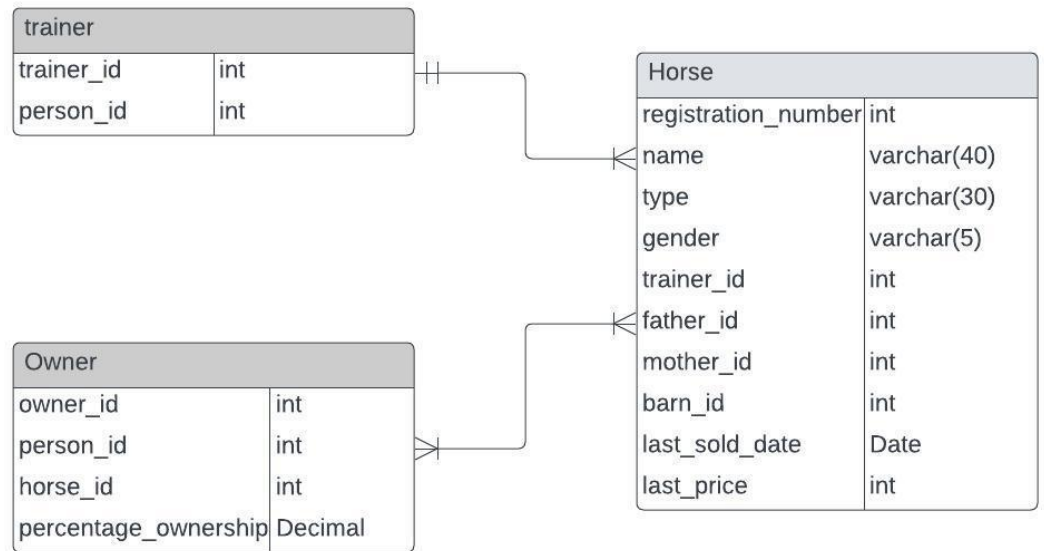 trainer
trainer_id int
person_id int
Horse
registration_number int
name varchar(40)
type varchar(30)
gender varchar(5)
trainer_id int
father_id int
mother_id int
barn_id int
last_sold_date Date
last_price int
Owner
owner_id int
person_id int
horse_id int
percentage_ownership Decimal